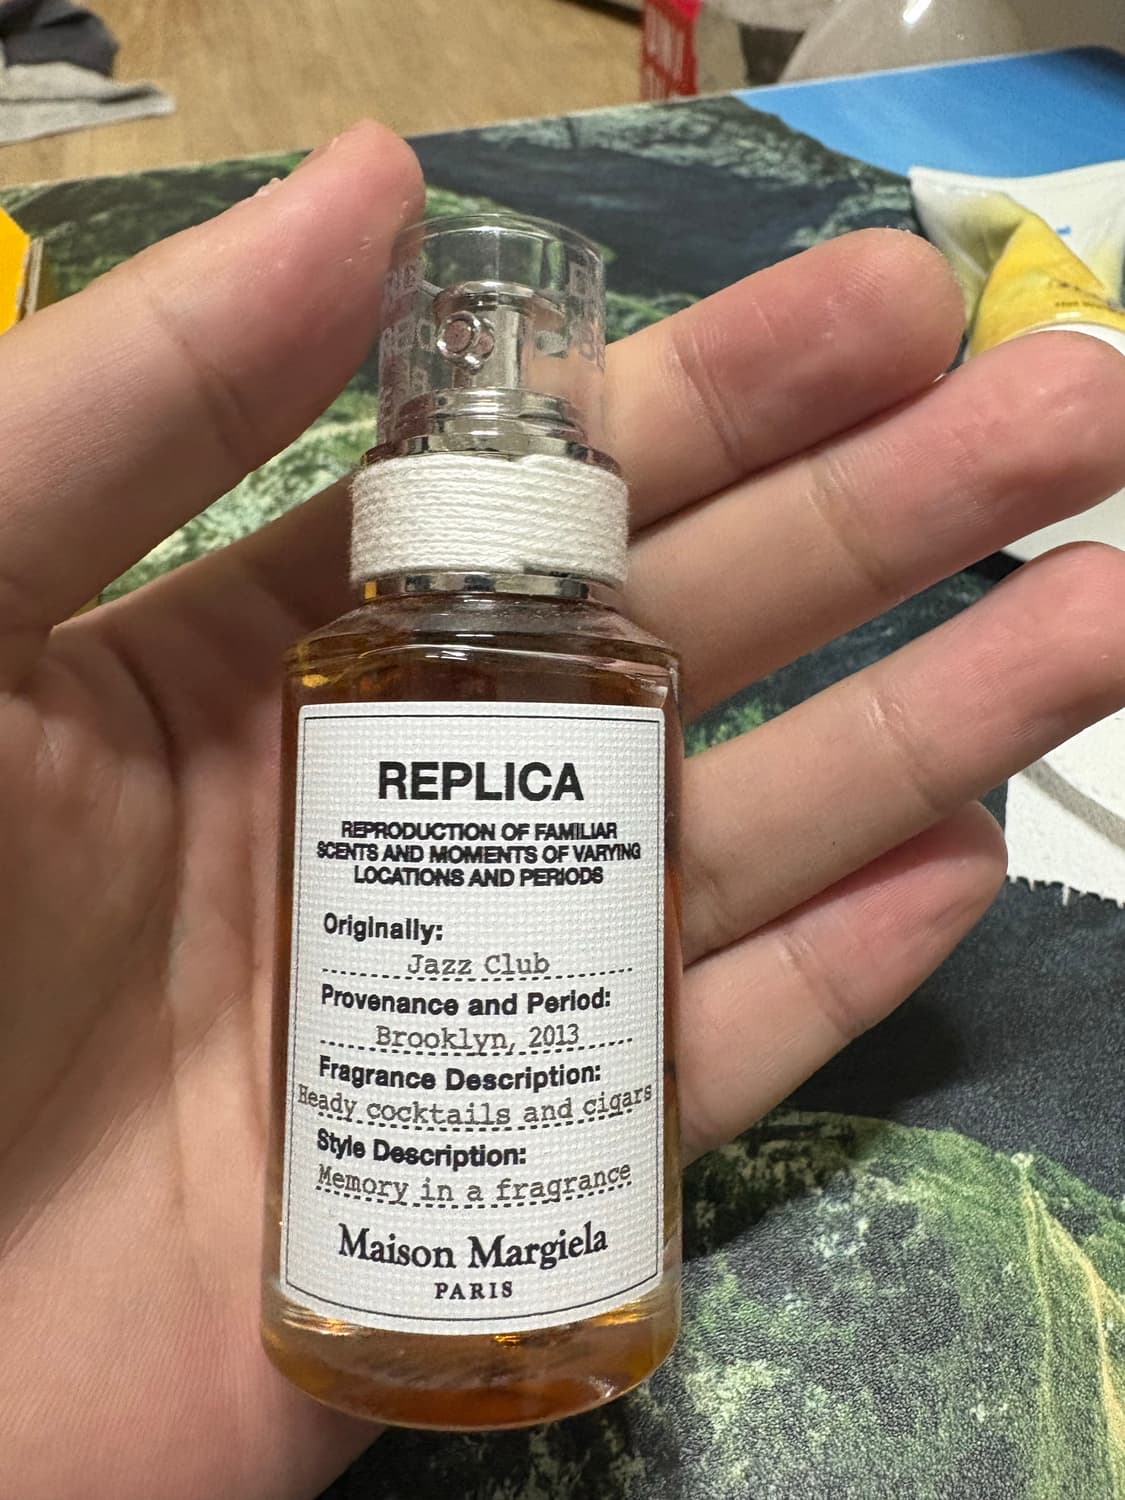 REPLICA
REPRODUCTION OF FAMILIAR
SCENTS AND MOMENTS OF VARYING
LOCATIONS AND PERIODS
Originally:
Jazz Club
Provenance and Period:
Brooklyn, 2013
Fragrance Description:
Heady cocktails and cigars
Style Description:
Memory in a fragrance
Maison Margiela
PARIS